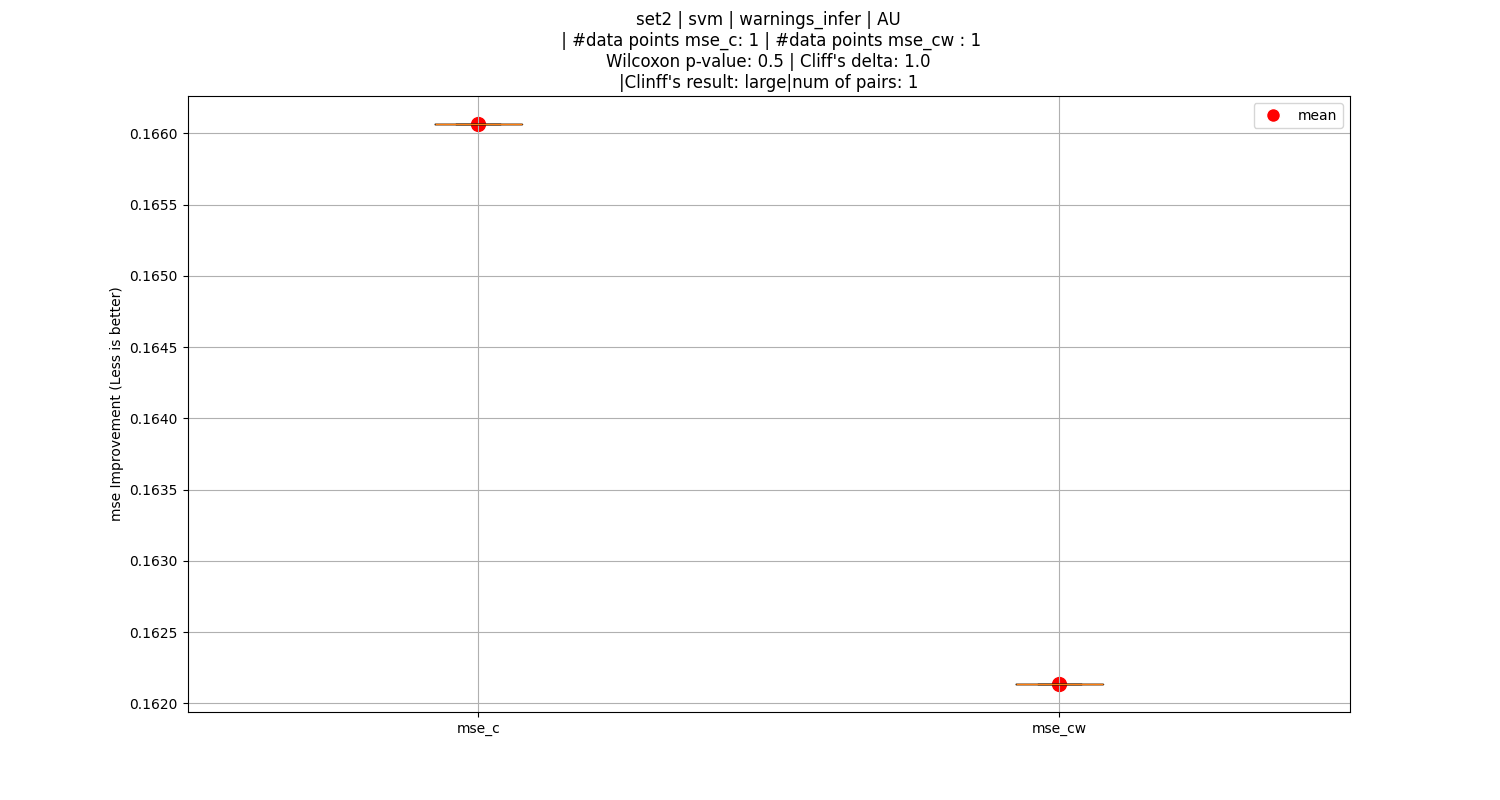 set2 | svm | warnings_infer | AU
| #data points mse_c: 1 | #data points mse_cw : 1
Wilcoxon p-value: 0.5 | Cliff's delta: 1.0
|Clinff's result: large|num of pairs: 1
mean
mse Improvement (Less is better)
0.1660
0.1655
0.1650
0.1645
0.1640
0.1635
0.1630
0.1625
0.1620
mse_c
mse_cw